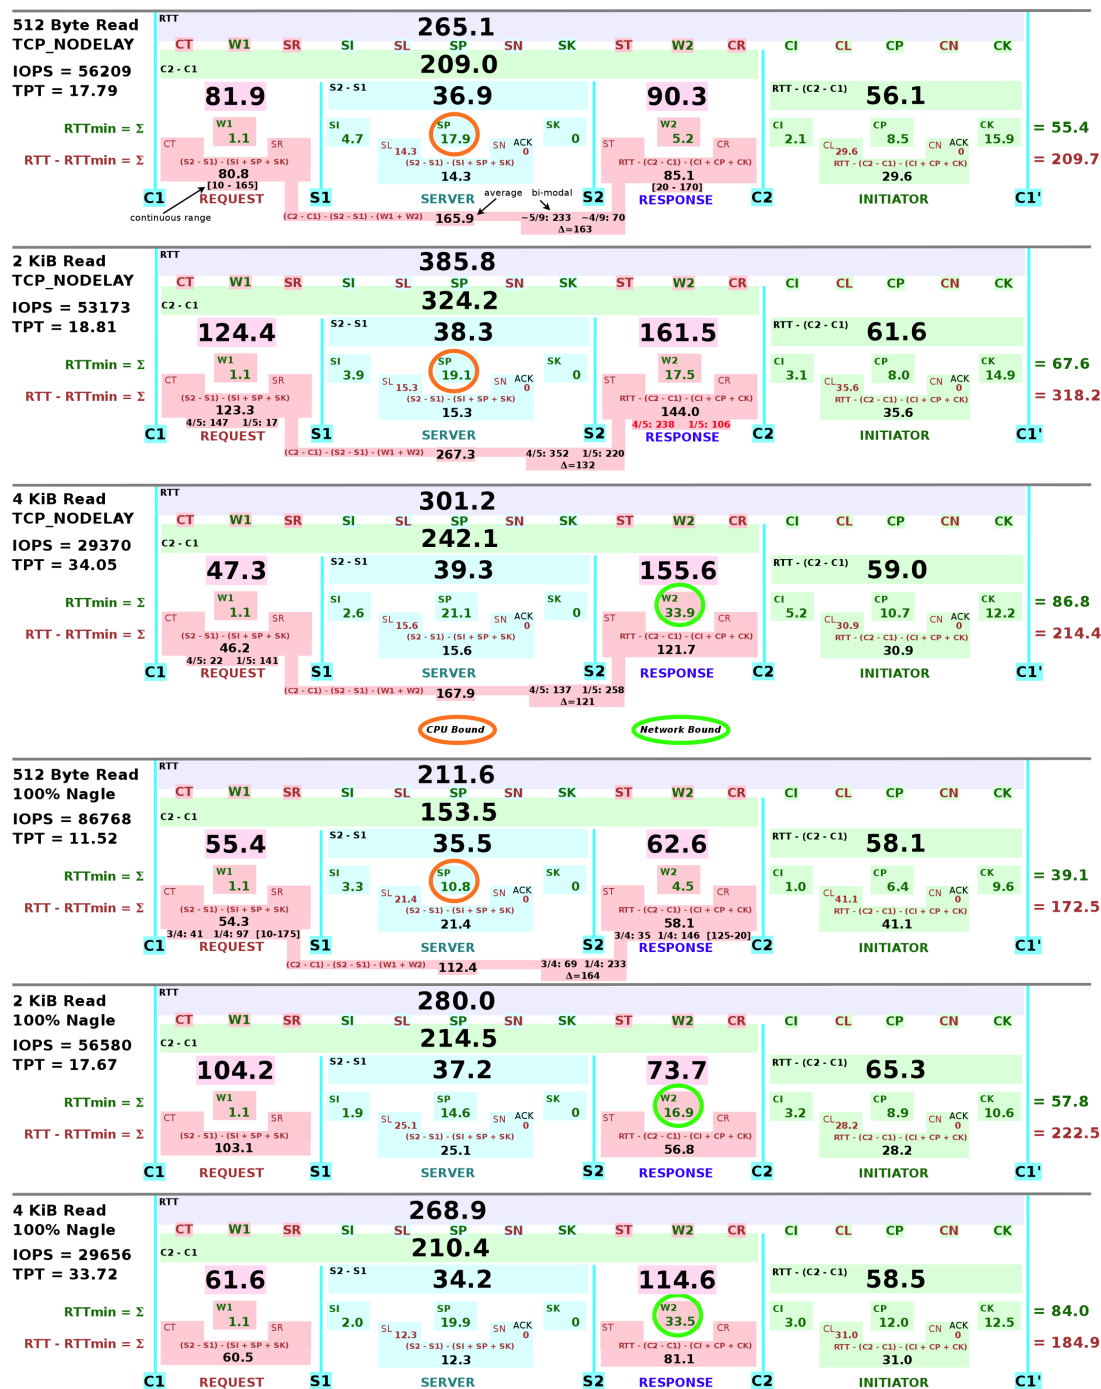 512 Byte Read
TCP_NODELAY
IOPS = 56209
TPT = 17.79
RTT 265.1
CT W1 SR SI SL SP SN SK ST W2 CR CI CL CP CN CK
C2 - C1 209.0
81.9 S2 - S1 36.9 90.3 RTT - (C2 - C1) 56.1
RTTmin = Σ W1 1.1 SI 4.7 SP 17.9 SK 0 W2 5.2 CI 2.1 CP 8.5 CK 15.9 = 55.4
RTT - RTTmin = Σ CT SR SL 14.3 SN ACK 0 ST CR CL 29.6 CN ACK 0 = 209.7
(S2 - S1) - (SI + SP + SK) (S2 - S1) - (SI + SP + SK) RTT - (C2 - C1) - (CI + CP + CK) RTT - (C2 - C1) - (CI + CP + CK)
80.8 14.3 85.1 29.6
[10 - 165] [20 - 170]
C1 REQUEST S1 SERVER S2 RESPONSE C2 INITIATOR C1'
continuous range average bi-modal
(C2 - C1) - (S2 - S1) - (W1 + W2) 165.9 ~5/9: 233 ~4/9: 70
Δ=163
2 KiB Read
TCP_NODELAY
IOPS = 53173
TPT = 18.81
RTT 385.8
CT W1 SR SI SL SP SN SK ST W2 CR CI CL CP CN CK
C2 - C1 324.2
124.4 S2 - S1 38.3 161.5 RTT - (C2 - C1) 61.6
RTTmin = Σ W1 1.1 SI 3.9 SP 19.1 SK 0 W2 17.5 CI 3.1 CP 8.0 CK 14.9 = 67.6
RTT - RTTmin = Σ CT SR SL 15.3 SN ACK 0 ST CR CL 35.6 CN ACK 0 = 318.2
(S2 - S1) - (SI + SP + SK) (S2 - S1) - (SI + SP + SK) RTT - (C2 - C1) - (CI + CP + CK) RTT - (C2 - C1) - (CI + CP + CK)
123.3 15.3 144.0 35.6
4/5: 147 1/5: 17 4/5: 238 1/5: 106
C1 REQUEST S1 SERVER S2 RESPONSE C2 INITIATOR C1'
(C2 - C1) - (S2 - S1) - (W1 + W2) 267.3 4/5: 352 1/5: 220
Δ=132
4 KiB Read
TCP_NODELAY
IOPS = 29370
TPT = 34.05
RTT 301.2
CT W1 SR SI SL SP SN SK ST W2 CR CI CL CP CN CK
C2 - C1 242.1
47.3 S2 - S1 39.3 155.6 RTT - (C2 - C1) 59.0
RTTmin = Σ W1 1.1 SI 2.6 SP 21.1 SK 0 W2 33.9 CI 5.2 CP 10.7 CK 12.2 = 86.8
RTT - RTTmin = Σ CT SR SL 15.6 SN ACK 0 ST CR CL 30.9 CN ACK 0 = 214.4
(S2 - S1) - (SI + SP + SK) (S2 - S1) - (SI + SP + SK) RTT - (C2 - C1) - (CI + CP + CK) RTT - (C2 - C1) - (CI + CP + CK)
46.2 15.6 121.7 30.9
4/5: 22 1/5: 141
C1 REQUEST S1 SERVER S2 RESPONSE C2 INITIATOR C1'
(C2 - C1) - (S2 - S1) - (W1 + W2) 167.9 4/5: 137 1/5: 258
Δ=121
CPU Bound Network Bound
512 Byte Read
100% Nagle
IOPS = 86768
TPT = 11.52
RTT 211.6
CT W1 SR SI SL SP SN SK ST W2 CR CI CL CP CN CK
C2 - C1 153.5
55.4 S2 - S1 35.5 62.6 RTT - (C2 - C1) 58.1
RTTmin = Σ W1 1.1 SI 3.3 SP 10.8 SK 0 W2 4.5 CI 1.0 CP 6.4 CK 9.6 = 39.1
RTT - RTTmin = Σ CT SR SL 21.4 SN ACK 0 ST CR CL 41.1 CN ACK 0 = 172.5
(S2 - S1) - (SI + SP + SK) (S2 - S1) - (SI + SP + SK) RTT - (C2 - C1) - (CI + CP + CK) RTT - (C2 - C1) - (CI + CP + CK)
54.3 21.4 58.1 41.1
3/4: 41 1/4: 97 [10-175] 3/4: 35 1/4: 146 [125-20]
C1 REQUEST S1 SERVER S2 RESPONSE C2 INITIATOR C1'
(C2 - C1) - (S2 - S1) - (W1 + W2) 112.4 3/4: 69 1/4: 233
Δ=164
2 KiB Read
100% Nagle
IOPS = 56580
TPT = 17.67
RTT 280.0
CT W1 SR SI SL SP SN SK ST W2 CR CI CL CP CN CK
C2 - C1 214.5
104.2 S2 - S1 37.2 73.7 RTT - (C2 - C1) 65.3
RTTmin = Σ W1 1.1 SI 1.9 SP 14.6 SK 0 W2 16.9 CI 3.2 CP 8.9 CK 10.6 = 57.8
RTT - RTTmin = Σ CT SR SL 25.1 SN ACK 0 ST CR CL 28.2 CN ACK 0 = 222.5
(S2 - S1) - (SI + SP + SK) (S2 - S1) - (SI + SP + SK) RTT - (C2 - C1) - (CI + CP + CK) RTT - (C2 - C1) - (CI + CP + CK)
103.1 25.1 56.8 28.2
C1 REQUEST S1 SERVER S2 RESPONSE C2 INITIATOR C1'
4 KiB Read
100% Nagle
IOPS = 29656
TPT = 33.72
RTT 268.9
CT W1 SR SI SL SP SN SK ST W2 CR CI CL CP CN CK
C2 - C1 210.4
61.6 S2 - S1 34.2 114.6 RTT - (C2 - C1) 58.5
RTTmin = Σ W1 1.1 SI 2.0 SP 19.9 SK 0 W2 33.5 CI 3.0 CP 12.0 CK 12.5 = 84.0
RTT - RTTmin = Σ CT SR SL 12.3 SN ACK 0 ST CR CL 31.0 CN ACK 0 = 184.9
(S2 - S1) - (SI + SP + SK) (S2 - S1) - (SI + SP + SK) RTT - (C2 - C1) - (CI + CP + CK) RTT - (C2 - C1) - (CI + CP + CK)
60.5 12.3 81.1 31.0
C1 REQUEST S1 SERVER S2 RESPONSE C2 INITIATOR C1'